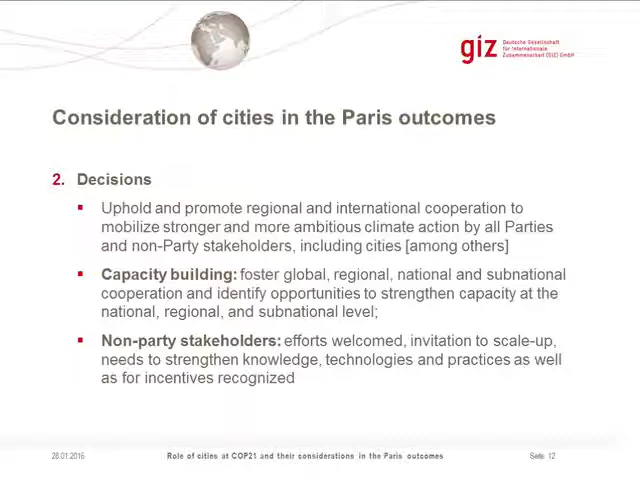 giz Deutsche Gesellschaft
für Internationale
Zusammenarbeit (GIZ) GmbH
Consideration of cities in the Paris outcomes
2. Decisions
▪ Uphold and promote regional and international cooperation to
mobilize stronger and more ambitious climate action by all Parties
and non-Party stakeholders, including cities [among others]
▪ Capacity building: foster global, regional, national and subnational
cooperation and identify opportunities to strengthen capacity at the
national, regional, and subnational level;
▪ Non-party stakeholders: efforts welcomed, invitation to scale-up,
needs to strengthen knowledge, technologies and practices as well
as for incentives recognized
28.01.2016 Role of cities at COP21 and their considerations in the Paris outcomes Seite 12